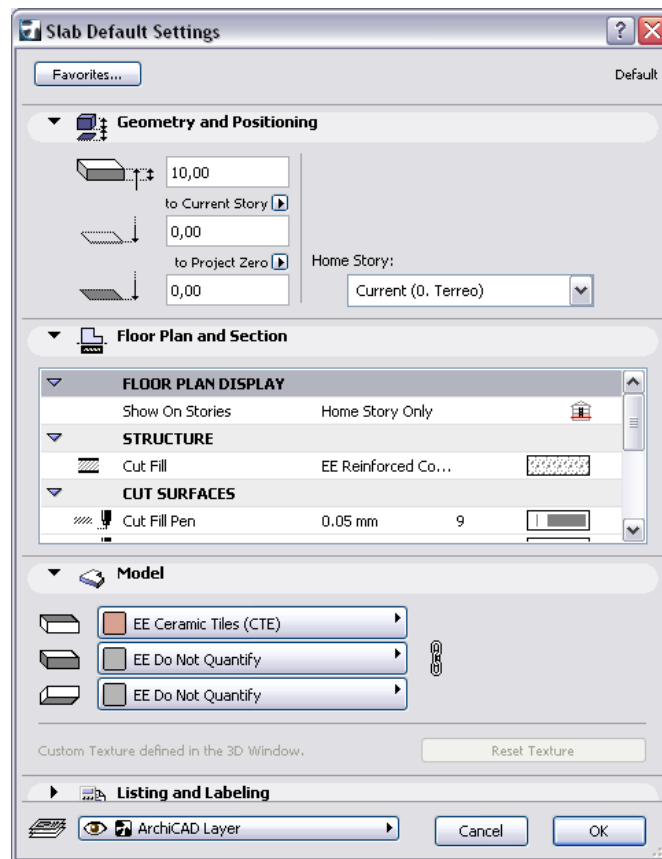 Slab Default Settings
Favorites...
Default
Geometry and Positioning
10,00
to Current Story
0,00
to Project Zero
Home Story:
0,00
Current (0. Terreo)
Floor Plan and Section
FLOOR PLAN DISPLAY
Show On Stories Home Story Only
STRUCTURE
Cut Fill EE Reinforced Co...
CUT SURFACES
Cut Fill Pen 0.05 mm 9
Model
EE Ceramic Tiles (CTE)
EE Do Not Quantify
EE Do Not Quantify
Custom Texture defined in the 3D Window.
Reset Texture
Listing and Labeling
ArchiCAD Layer
Cancel
OK